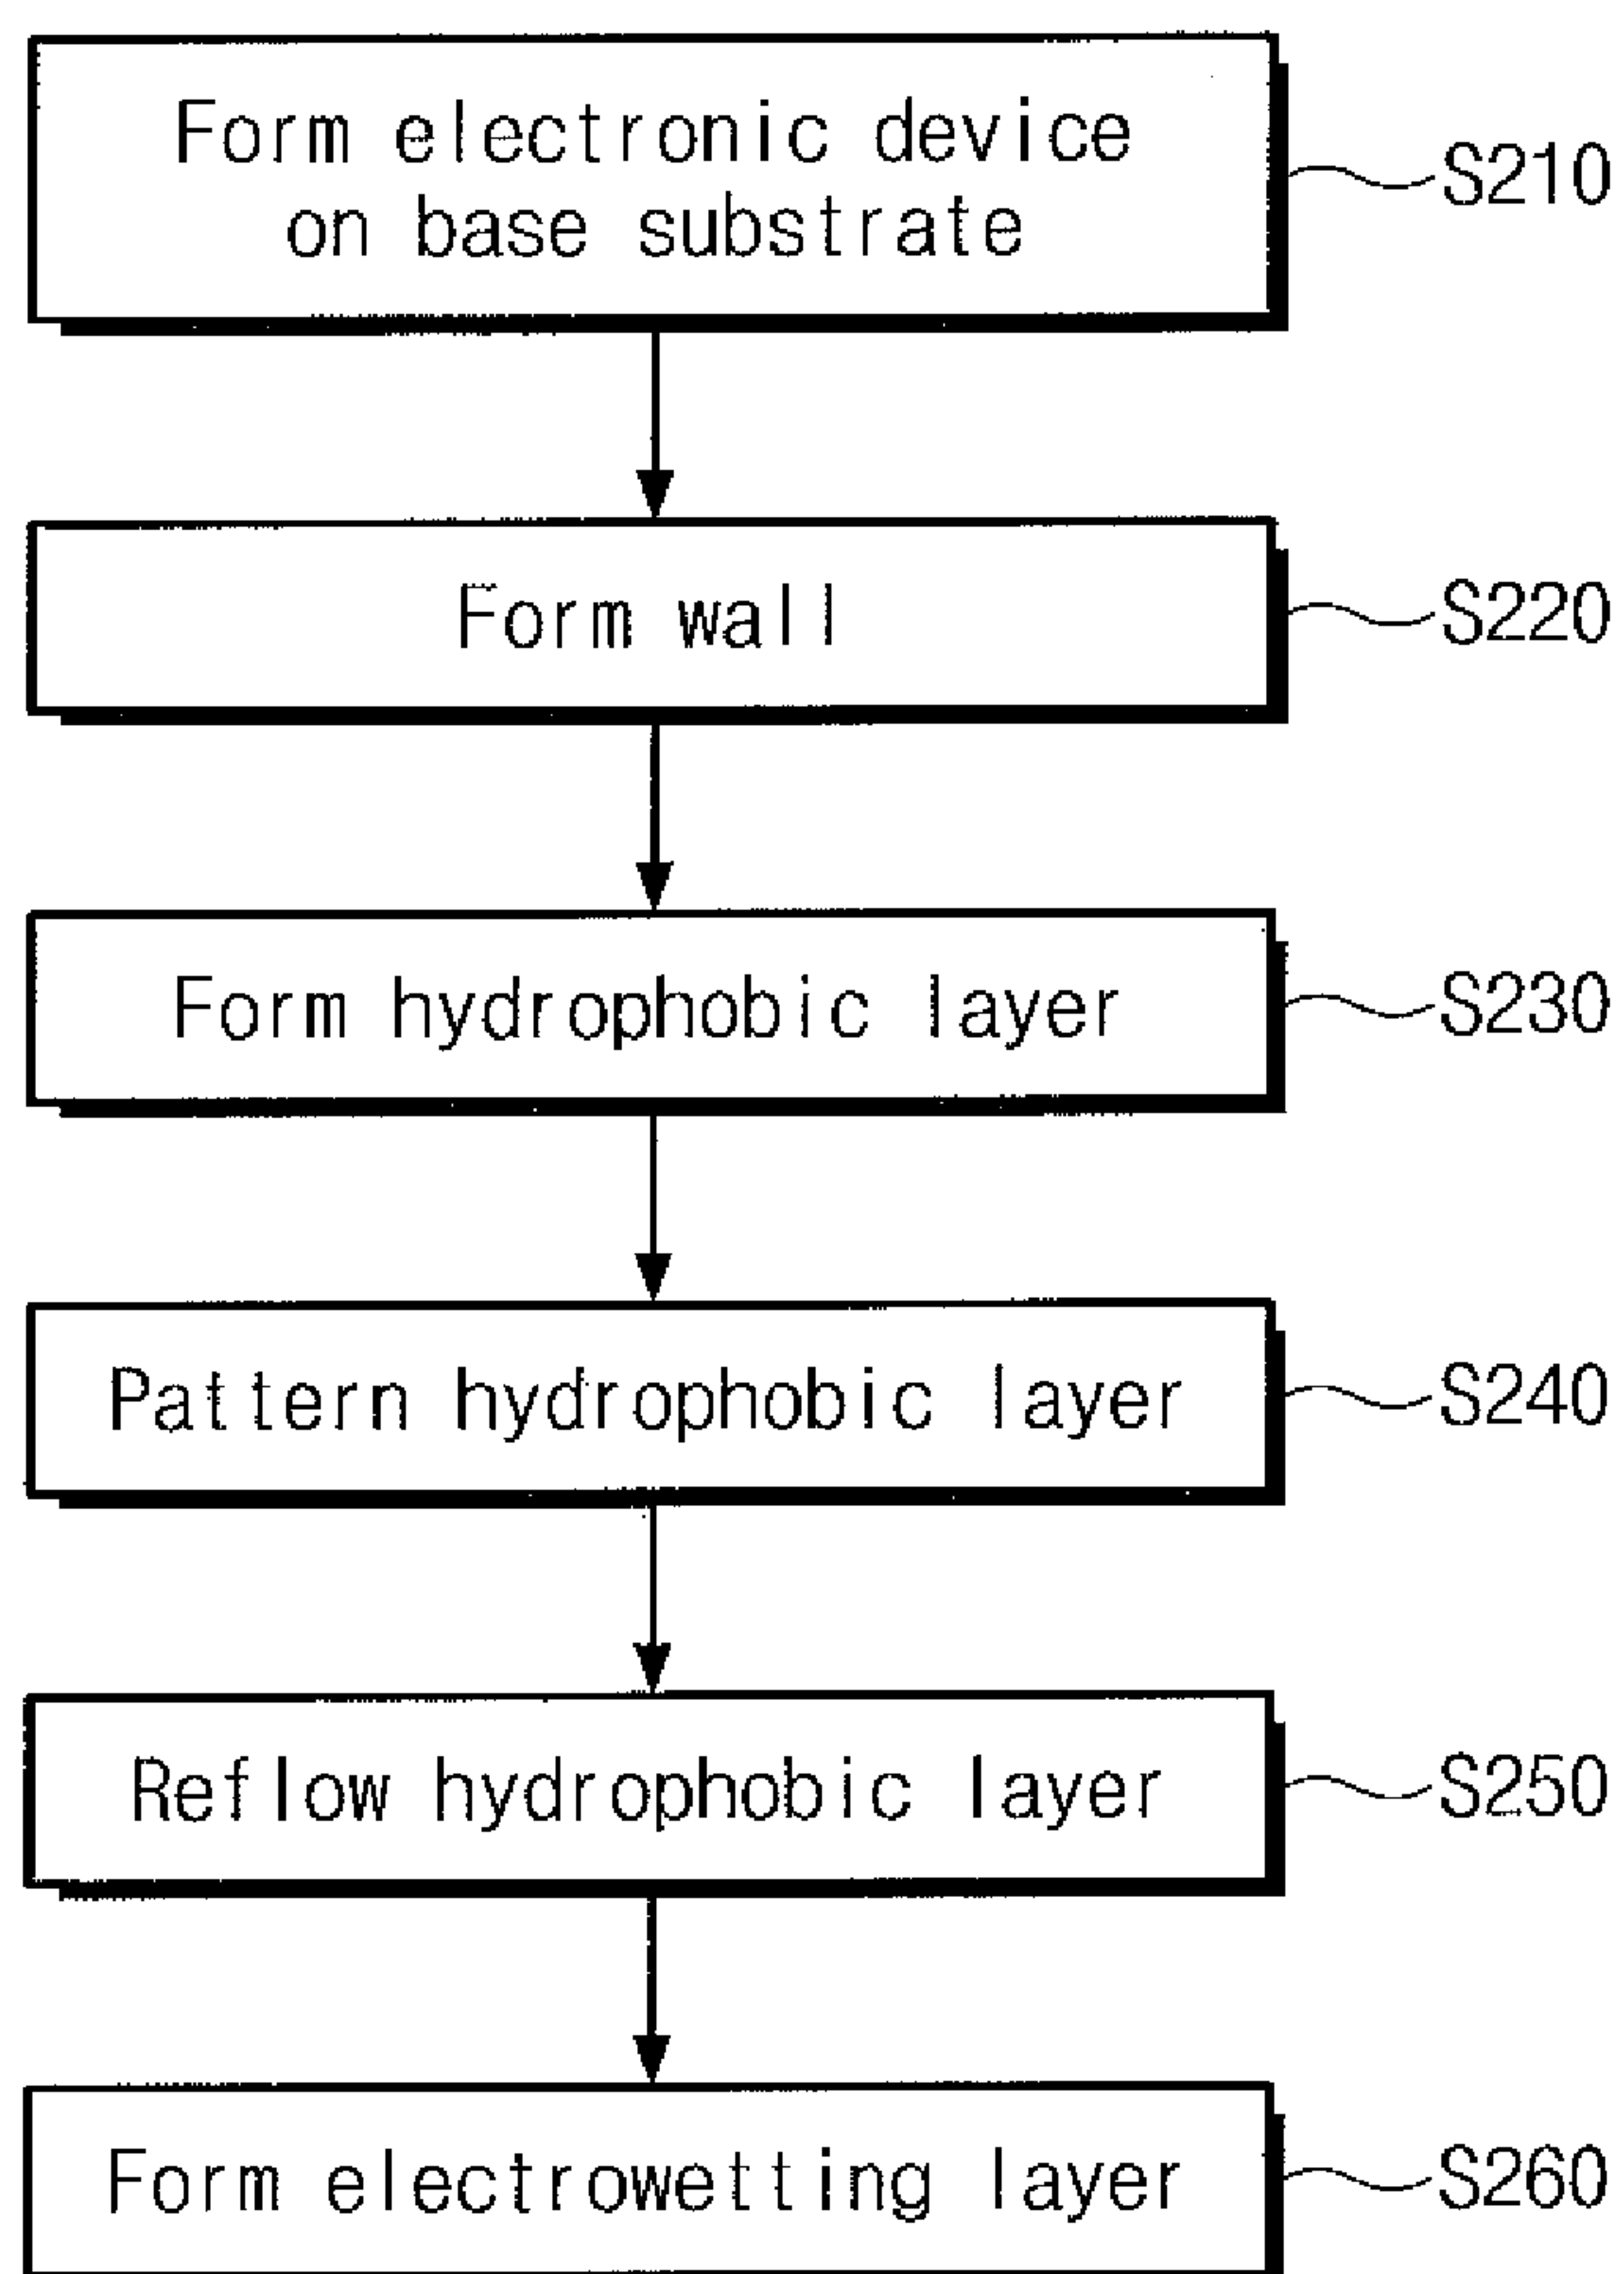 Form electronic device
on base substrate
S210
Form wall
S220
Form hydrophobic layer
S230
Pattern hydrophobic layer
S240
Reflow hydrophobic layer
S250
Form electrowetting layer
S260